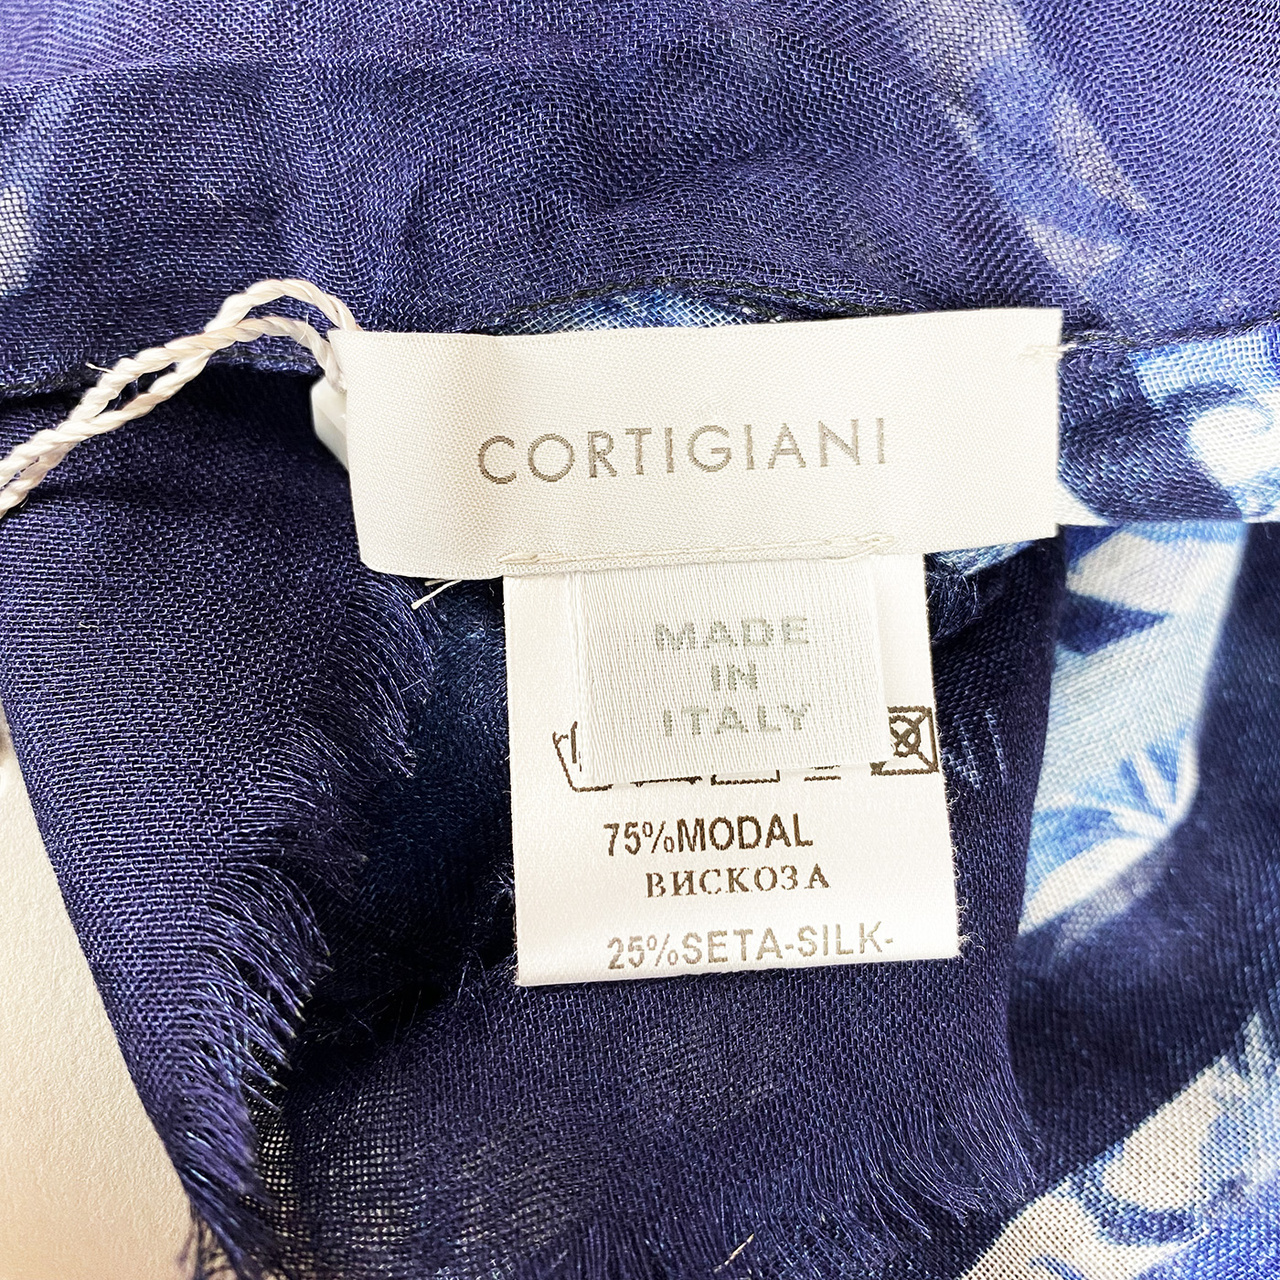 CORTIGIANI
MADE
IN
ITALY
75%MODAL
ВИСКОЗА
25%SETA-SILK-